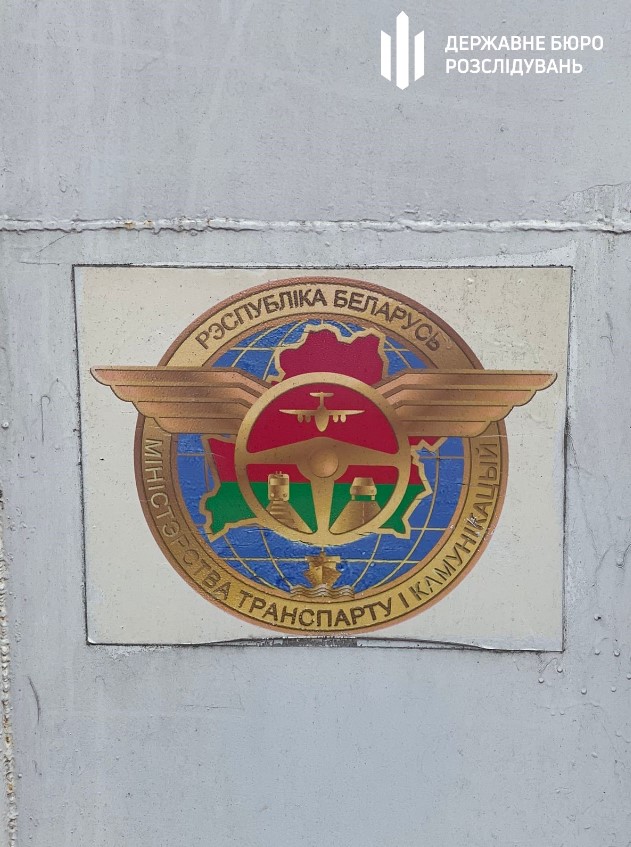 ДЕРЖАВНЕ БЮРО
РОЗСЛІДУВАНЬ
РЭСПУБЛІКА БЕЛАРУСЬ
МІНІСТЭРСТВА ТРАНСПАРТУ І КАМУНІКАЦЫЙ